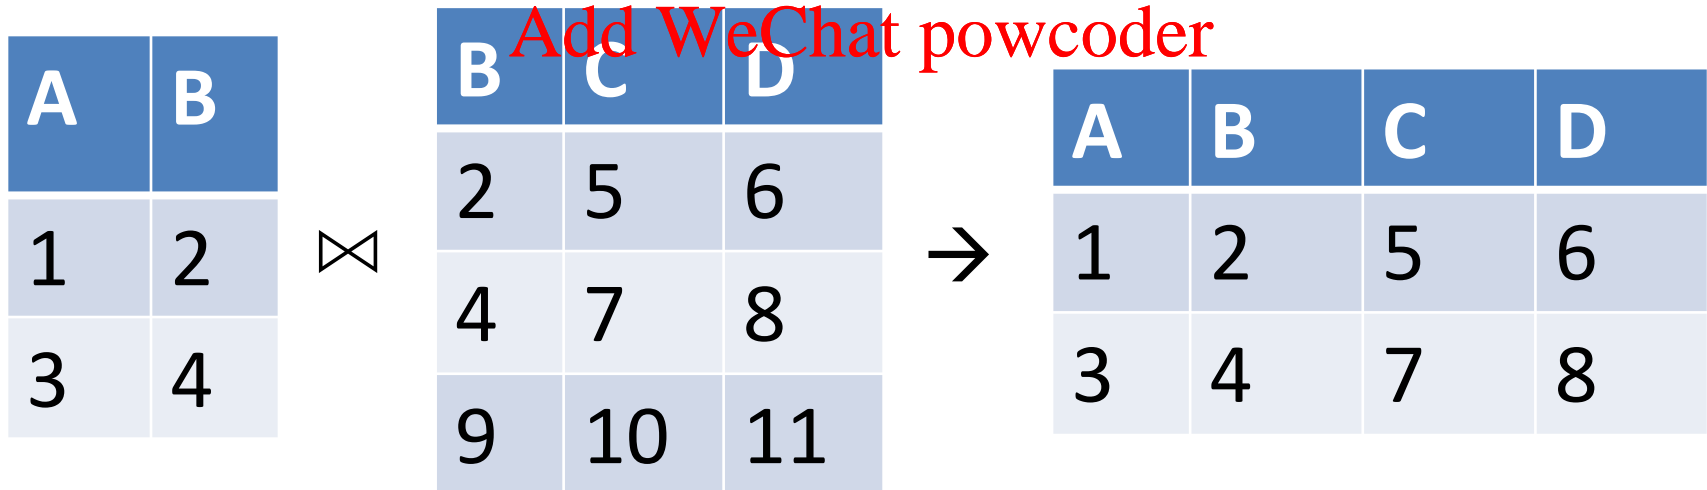 Add WeChat powcoder
A B
1 2
3 4
⋈
B C D
2 5 6
4 7 8
9 10 11
→
A B C D
1 2 5 6
3 4 7 8